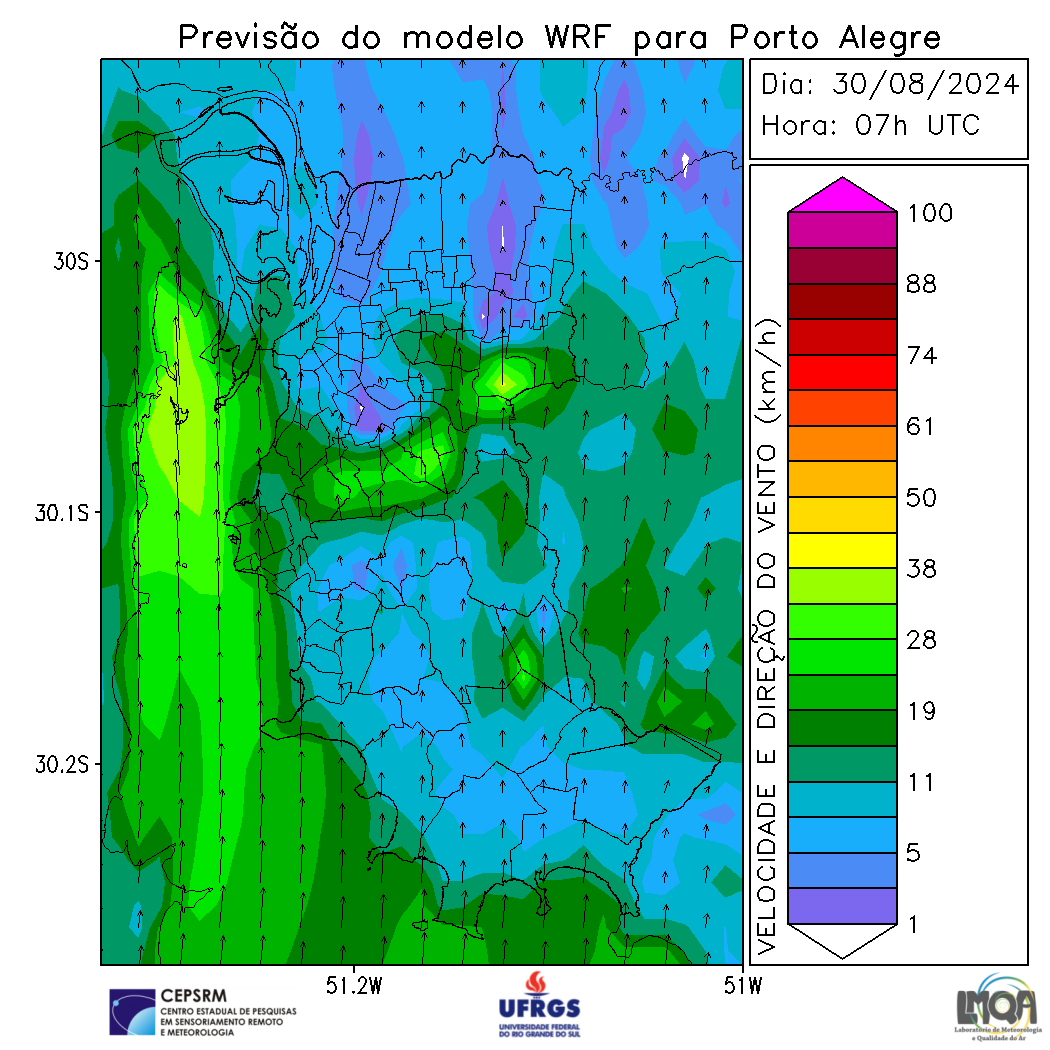 Previsão do modelo WRF para Porto Alegre
Dia: 30/08/2024
Hora: 07h UTC
30S
30.1S
30.2S
51.2W
51W
VELOCIDADE E DIREÇÃO DO VENTO (km/h)
100
88
74
61
50
38
28
19
11
5
1
CEPSRM
CENTRO ESTADUAL DE PESQUISAS
EM SENSORIAMENTO REMOTO
E METEOROLOGIA
UFRGS
UNIVERSIDADE FEDERAL
DO RIO GRANDE DO SUL
LMQA
Laboratório de Meteorologia
e Qualidade do Ar